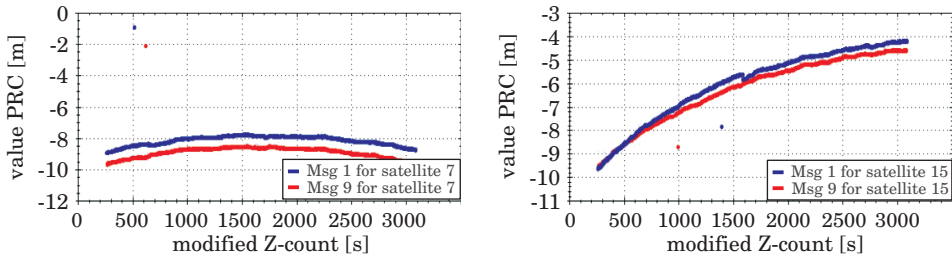 0
-2
-4
-6
-8
-10
-12
value PRC [m]
0 500 1000 1500 2000 2500 3000
modified Z-count [s]
Msg 1 for satellite 7
Msg 9 for satellite 7
-3
-4
-5
-6
-7
-8
-9
-10
-11
value PRC [m]
0 500 1000 1500 2000 2500 3000
modified Z-count [s]
Msg 1 for satellite 15
Msg 9 for satellite 15